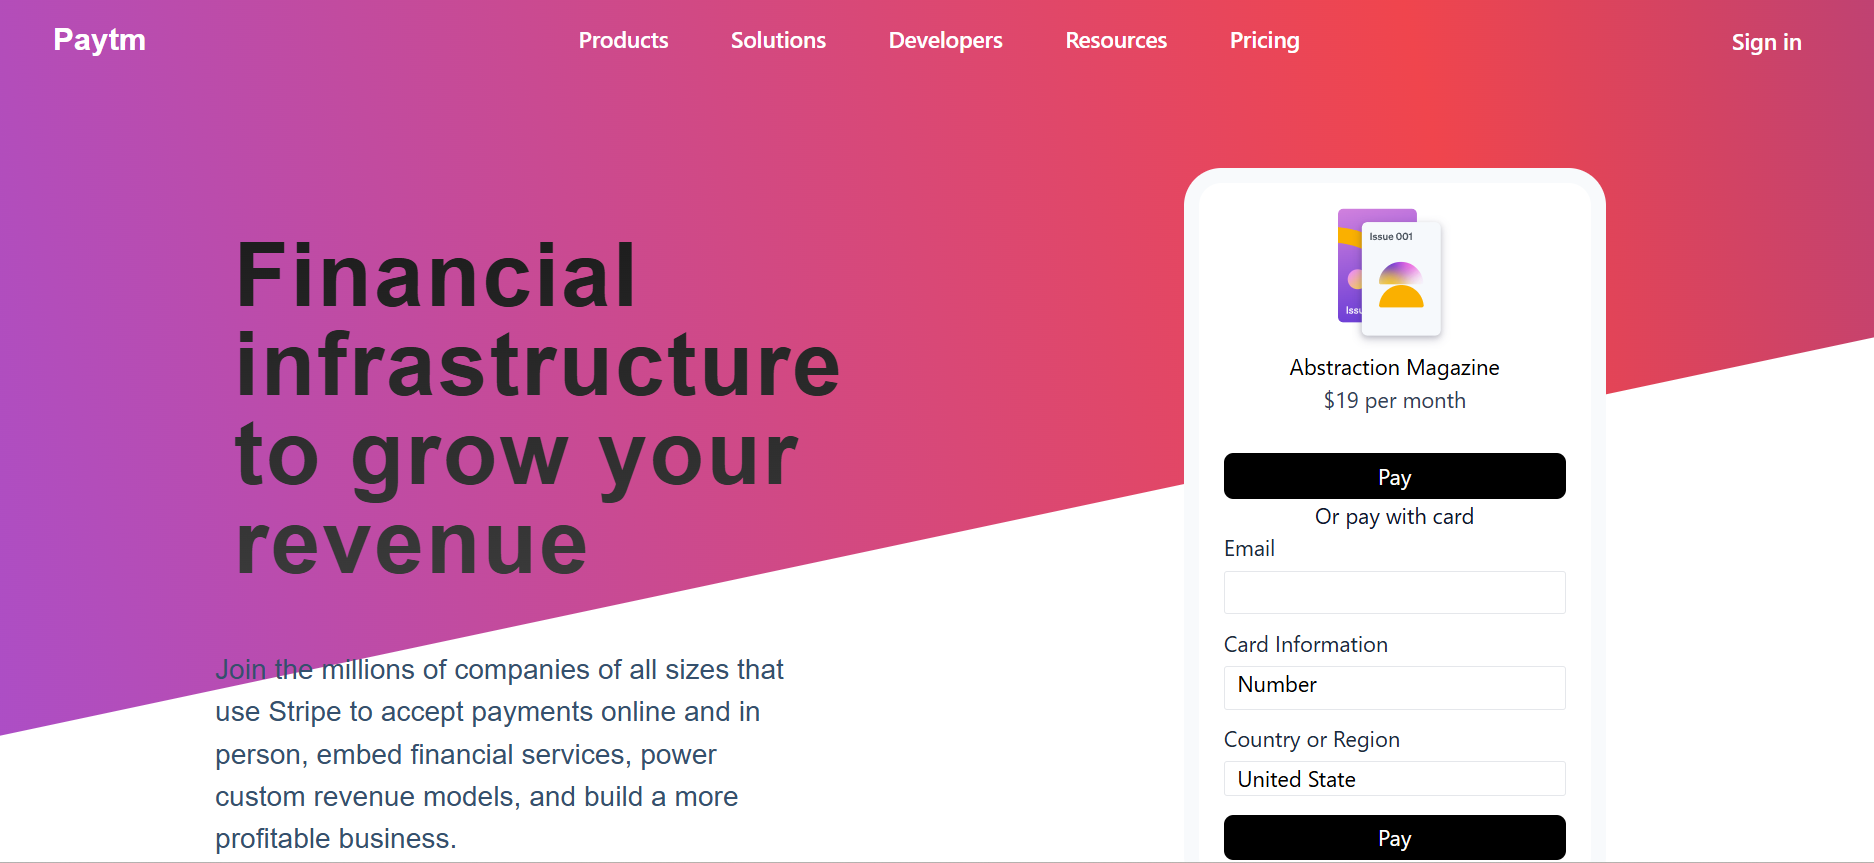 Paytm
Products
Solutions
Developers
Resources
Pricing
Sign in
Financial
infrastructure
to grow your
revenue
Join the millions of companies of all sizes that
use Stripe to accept payments online and in
person, embed financial services, power
custom revenue models, and build a more
profitable business.
Issue 001
Abstraction Magazine
$19 per month
Pay
Or pay with card
Email
Card Information
Number
Country or Region
United State
Pay